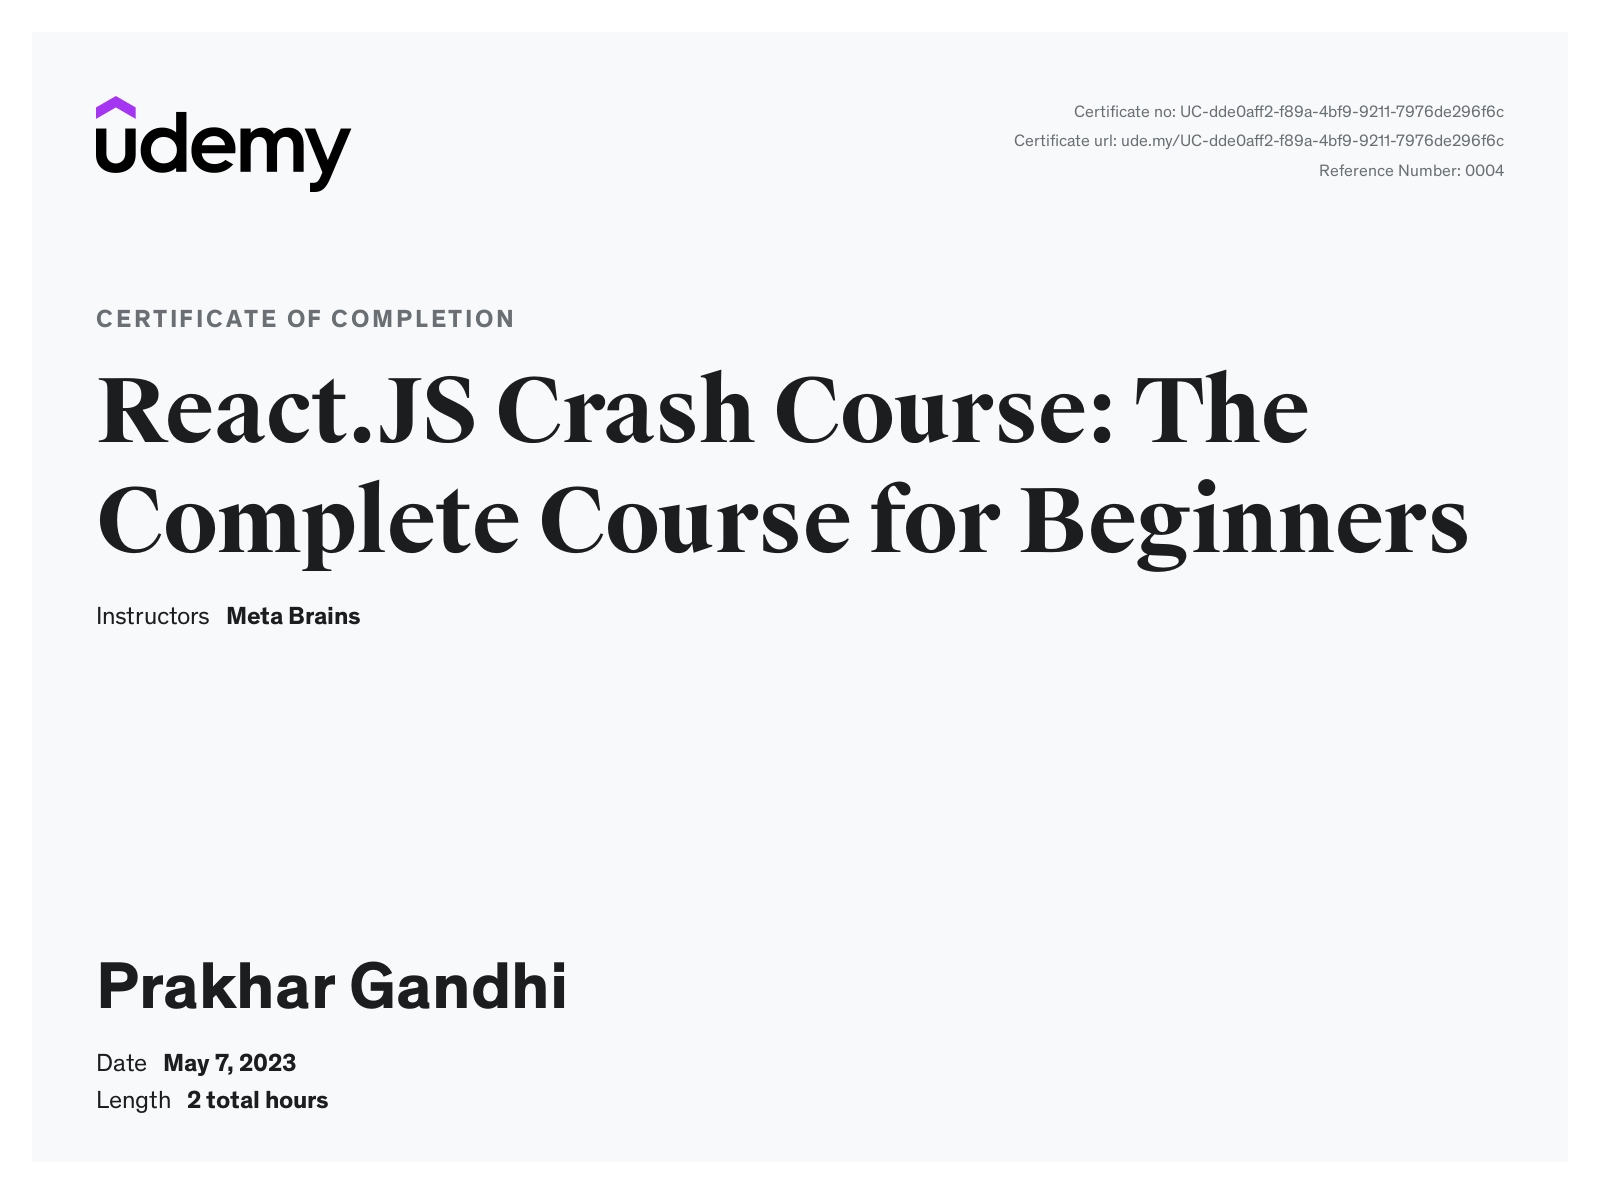 udemy
Certificate no: UC-dde0aff2-f89a-4bf9-9211-7976de296f6c
Certificate url: ude.my/UC-dde0aff2-f89a-4bf9-9211-7976de296f6c
Reference Number: 0004
CERTIFICATE OF COMPLETION
React.JS Crash Course: The
Complete Course for Beginners
Instructors Meta Brains
Prakhar Gandhi
Date May 7, 2023
Length 2 total hours